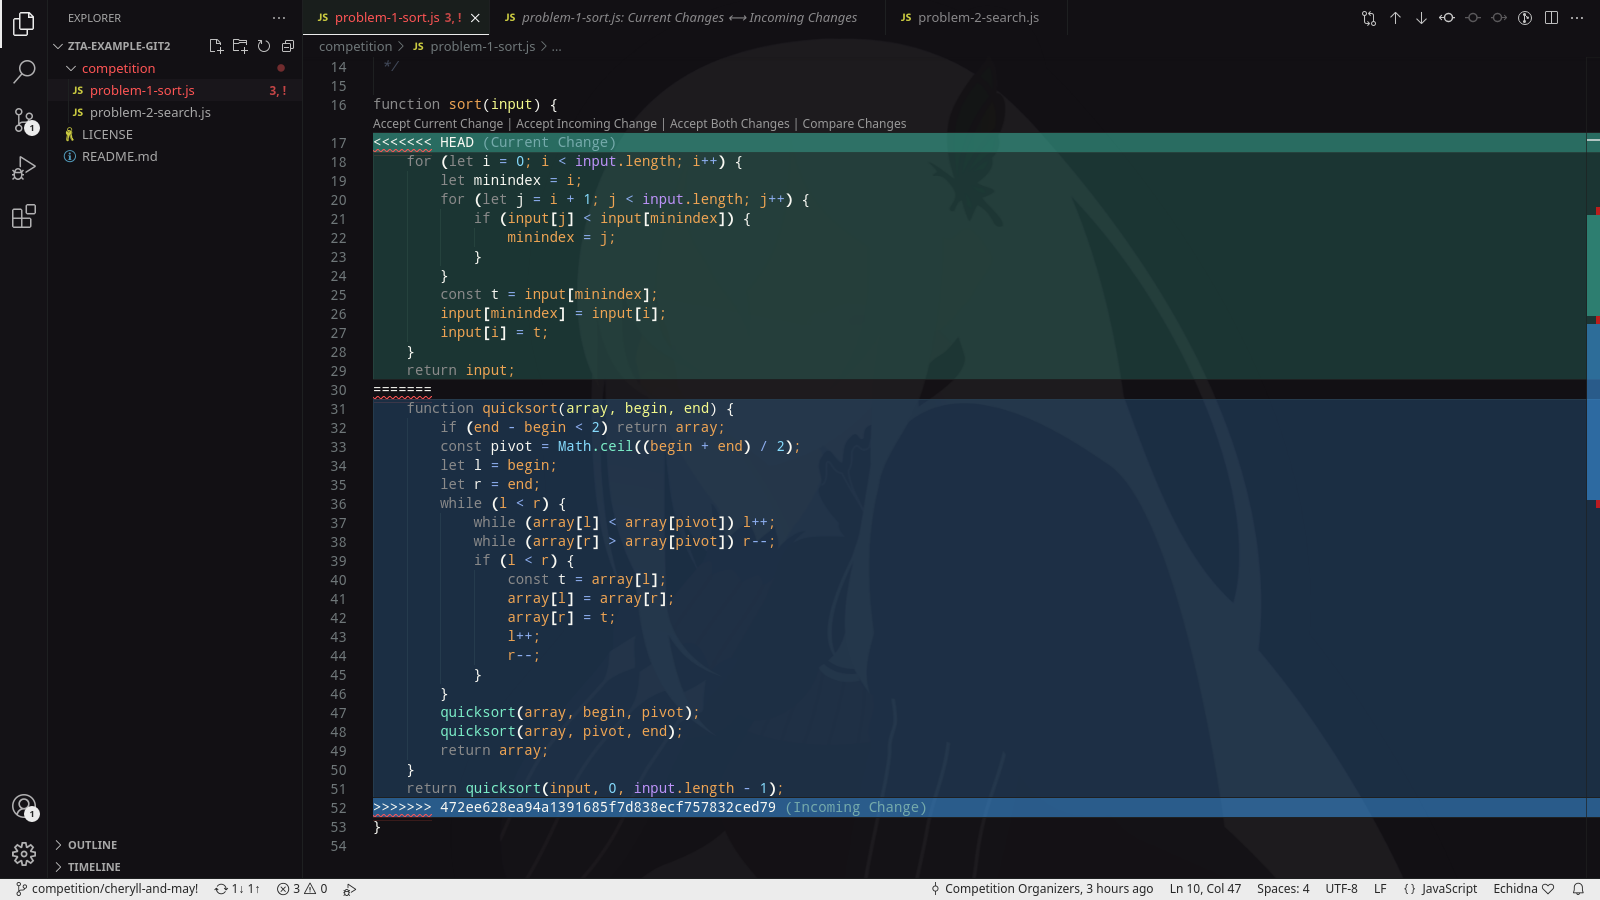 EXPLORER
ZTA-EXAMPLE-GIT2
competition
JS problem-1-sort.js 3, !
JS problem-2-search.js
LICENSE
README.md
OUTLINE
TIMELINE
1
1
JS problem-1-sort.js 3, !
JS problem-1-sort.js: Current Changes ⟷ Incoming Changes
JS problem-2-search.js
competition > JS problem-1-sort.js > ...
14 */
15
16 function sort(input) {
Accept Current Change | Accept Incoming Change | Accept Both Changes | Compare Changes
17 <<<<<<< HEAD (Current Change)
18     for (let i = 0; i < input.length; i++) {
19         let minindex = i;
20         for (let j = i + 1; j < input.length; j++) {
21             if (input[j] < input[minindex]) {
22                 minindex = j;
23             }
24         }
25         const t = input[minindex];
26         input[minindex] = input[i];
27         input[i] = t;
28     }
29     return input;
30 =======
31     function quicksort(array, begin, end) {
32         if (end - begin < 2) return array;
33         const pivot = Math.ceil((begin + end) / 2);
34         let l = begin;
35         let r = end;
36         while (l < r) {
37             while (array[l] < array[pivot]) l++;
38             while (array[r] > array[pivot]) r--;
39             if (l < r) {
40                 const t = array[l];
41                 array[l] = array[r];
42                 array[r] = t;
43                 l++;
44                 r--;
45             }
46         }
47         quicksort(array, begin, pivot);
48         quicksort(array, pivot, end);
49         return array;
50     }
51     return quicksort(input, 0, input.length - 1);
52 >>>>>>> 472ee628ea94a1391685f7d838ecf757832ced79 (Incoming Change)
53 }
54
competition/cheryll-and-may! 1↓ 1↑ 3 0 Competition Organizers, 3 hours ago Ln 10, Col 47 Spaces: 4 UTF-8 LF {} JavaScript Echidna ♡